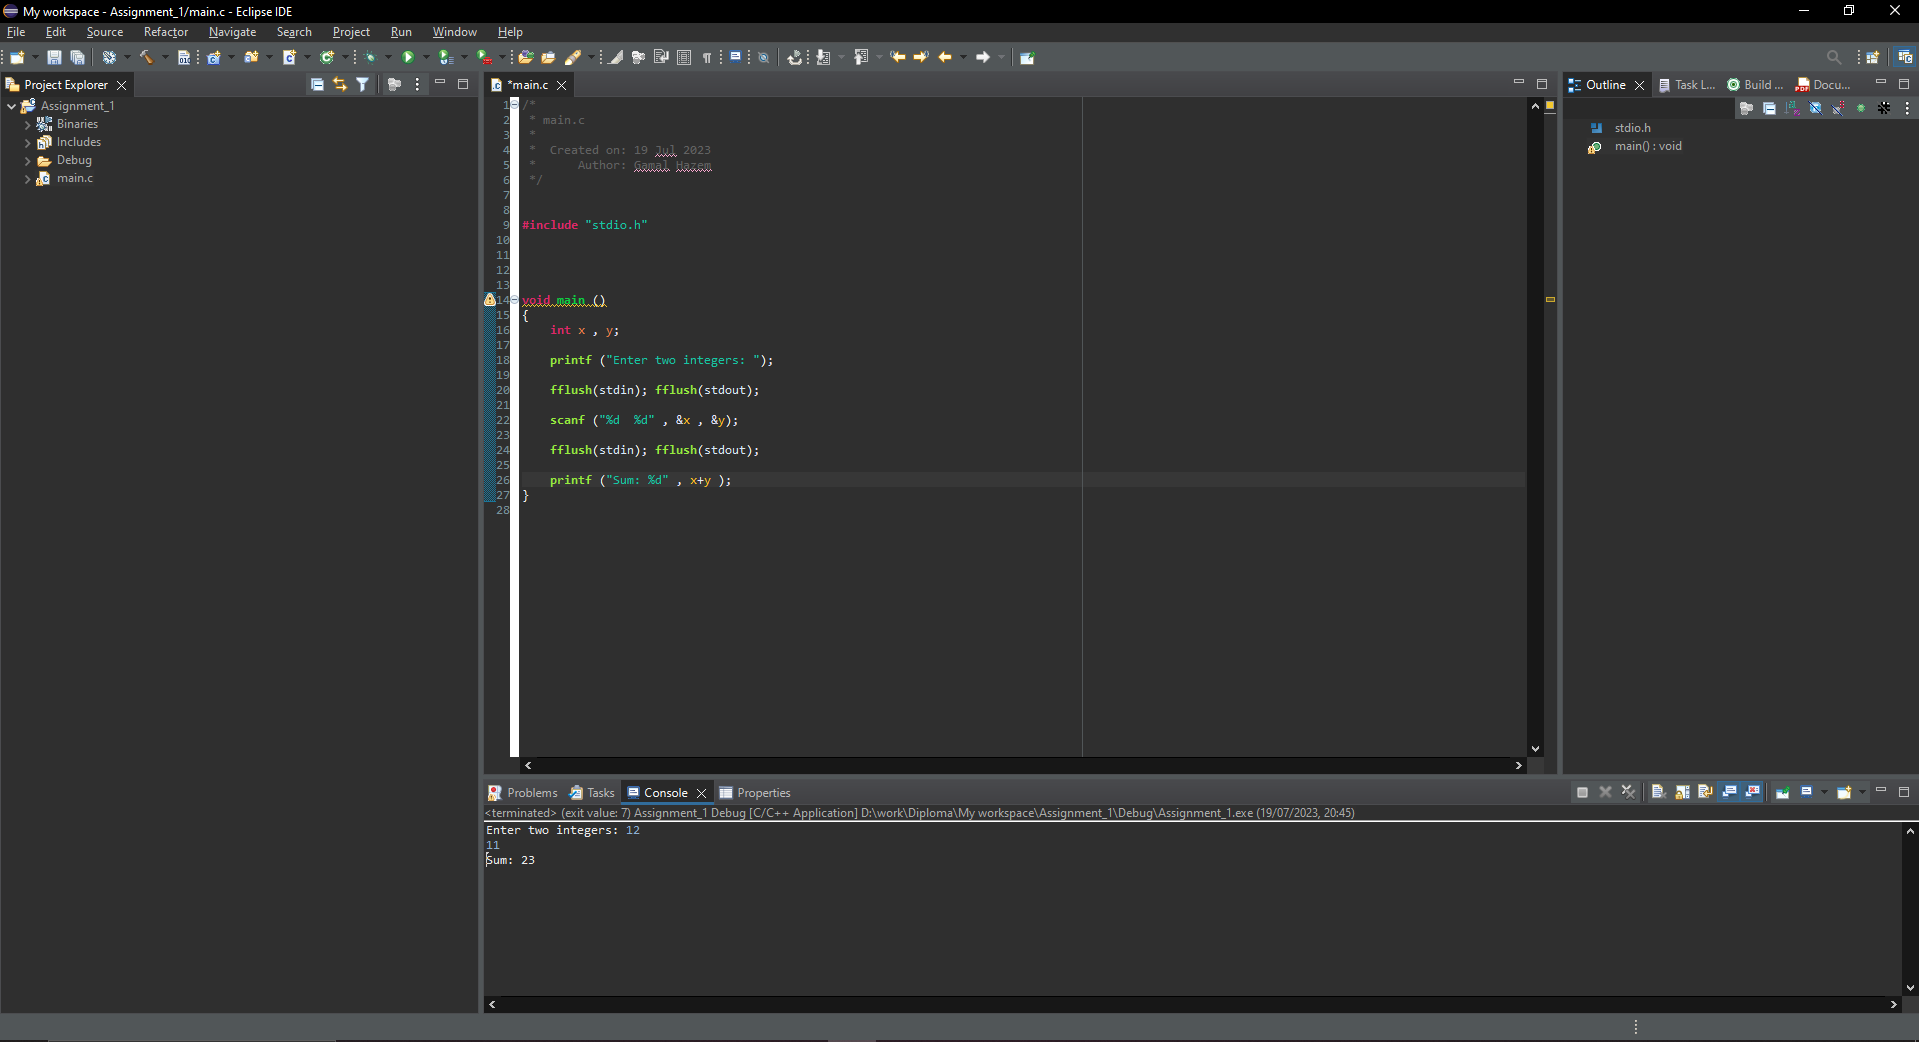 My workspace - Assignment_1/main.c - Eclipse IDE
File Edit Source Refactor Navigate Search Project Run Window Help
Project Explorer
Assignment_1
Binaries
Includes
Debug
main.c
*main.c
1 /*
2  * main.c
3  *
4  *  Created on: 19 Jul 2023
5  *      Author: Gamal Hazem
6  */
7
8
9 #include "stdio.h"
10
11
12
13
14 void main ()
15 {
16     int x , y;
17
18     printf ("Enter two integers: ");
19
20     fflush(stdin); fflush(stdout);
21
22     scanf ("%d  %d" , &x , &y);
23
24     fflush(stdin); fflush(stdout);
25
26     printf ("Sum: %d" , x+y );
27 }
28
Outline Task L... Build ... Docu...
stdio.h
main() : void
Problems Tasks Console Properties
<terminated> (exit value: 7) Assignment_1 Debug [C/C++ Application] D:\work\Diploma\My workspace\Assignment_1\Debug\Assignment_1.exe (19/07/2023, 20:45)
Enter two integers: 12
11
Sum: 23